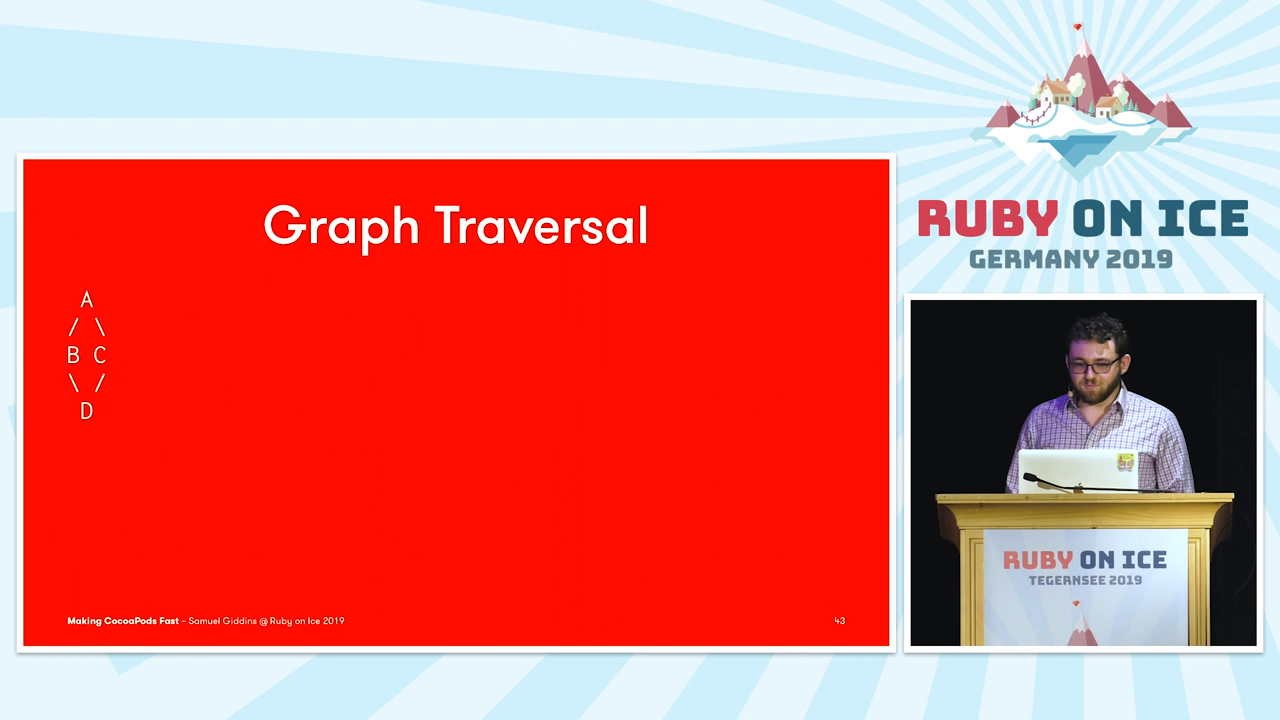 RUBY ON ICE
GERMANY 2019
Graph Traversal
A
/ \
B C
\ /
D
Making CocoaPods Fast – Samuel Giddins @ Ruby on Ice 2019
43
RUBY ON ICE
TEGERNSEE 2019